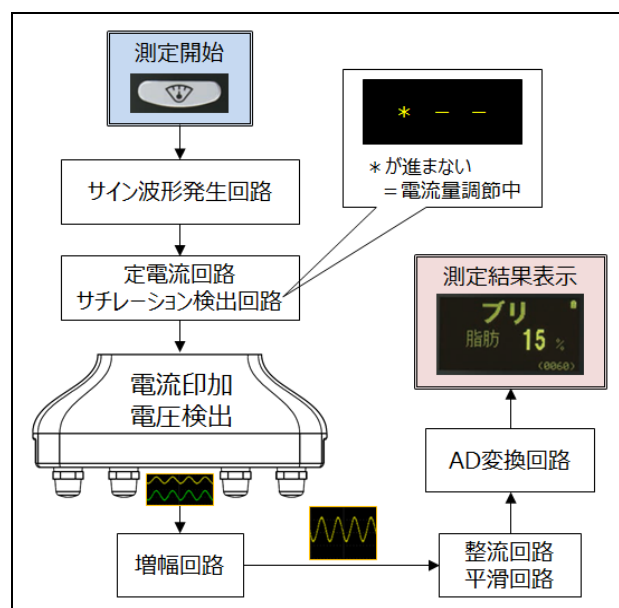 測定開始
* － －
＊が進まない
＝電流量調節中
サイン波形発生回路
定電流回路
サチレーション検出回路
測定結果表示
ブリ
脂肪 15 %
(0060)
電流印加
電圧検出
AD変換回路
増幅回路
整流回路
平滑回路